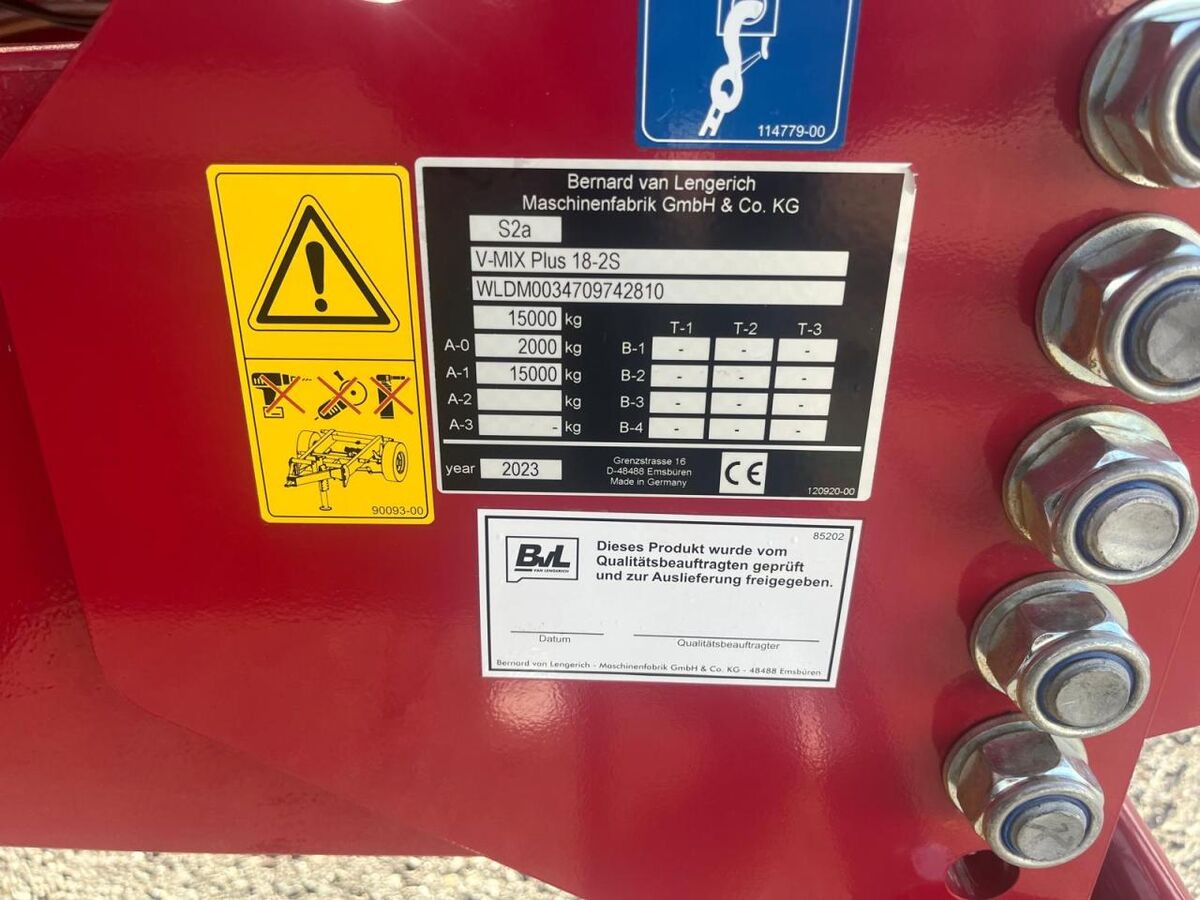 114779-00
Bernard van Lengerich
Maschinenfabrik GmbH & Co. KG
S2a
V-MIX Plus 18-2S
WLDM0034709742810
15000 kg
T-1 T-2 T-3
A-0 2000 kg B-1 - - -
A-1 15000 kg B-2 - - -
A-2 kg B-3 - - -
A-3 - kg B-4 - - -
year 2023
Grenzstrasse 16
D-48488 Emsbüren
Made in Germany
CE
120920-00
90093-00
85202
BvL
VAN LENGERICH
Dieses Produkt wurde vom
Qualitätsbeauftragten geprüft
und zur Auslieferung freigegeben.
Datum Qualitätsbeauftragter
Bernard van Lengerich - Maschinenfabrik GmbH & Co. KG - 48488 Emsbüren